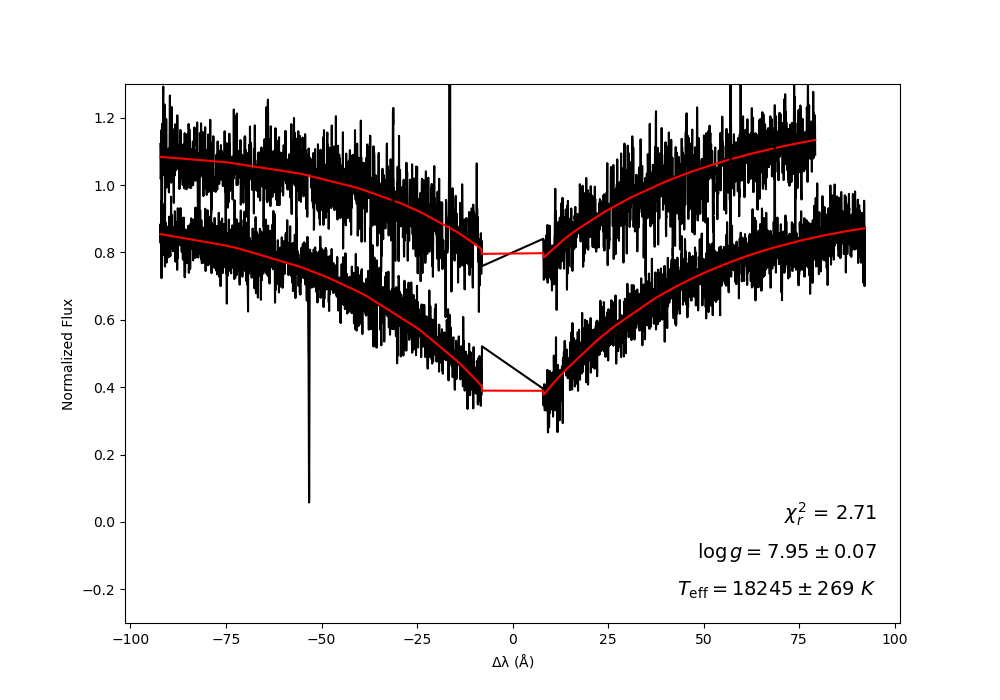 1.2
1.0
0.8
0.6
0.4
0.2
0.0
−0.2
Normalized Flux
χ²ᵣ = 2.71
log g = 7.95 ± 0.07
T_eff = 18245 ± 269 K
−100 −75 −50 −25 0 25 50 75 100
Δλ (Å)